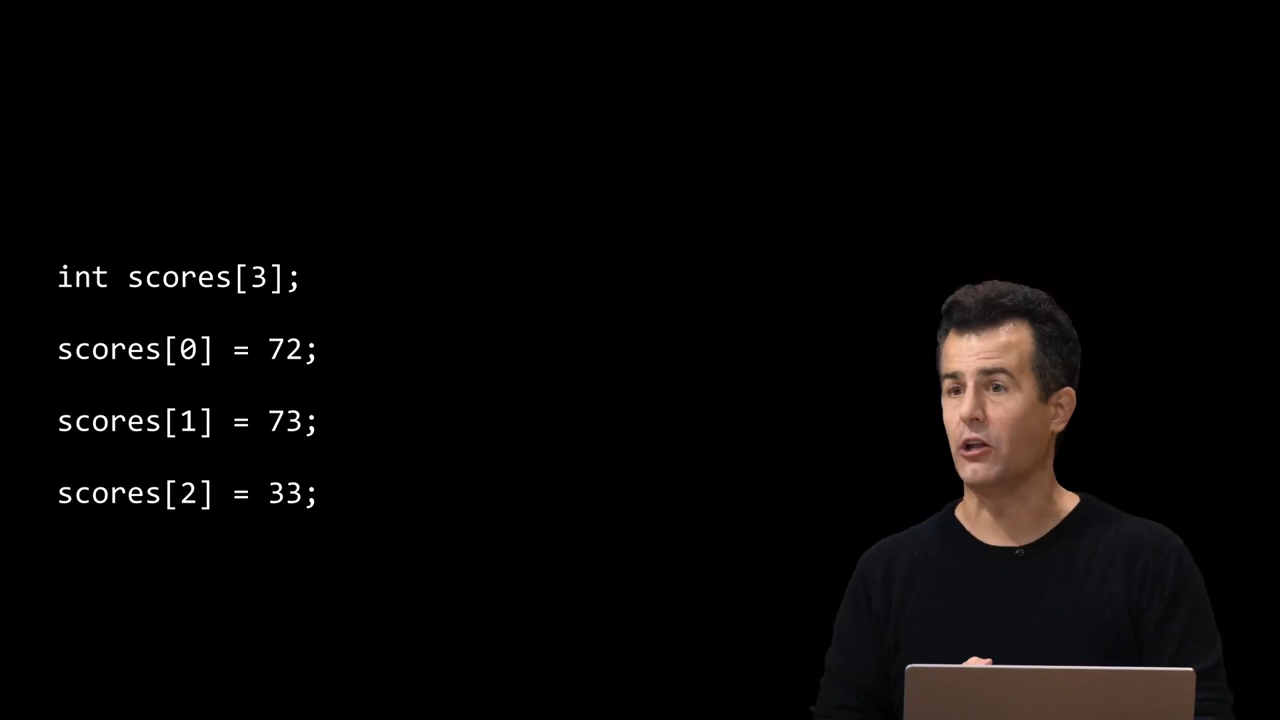 int scores[3];
scores[0] = 72;
scores[1] = 73;
scores[2] = 33;